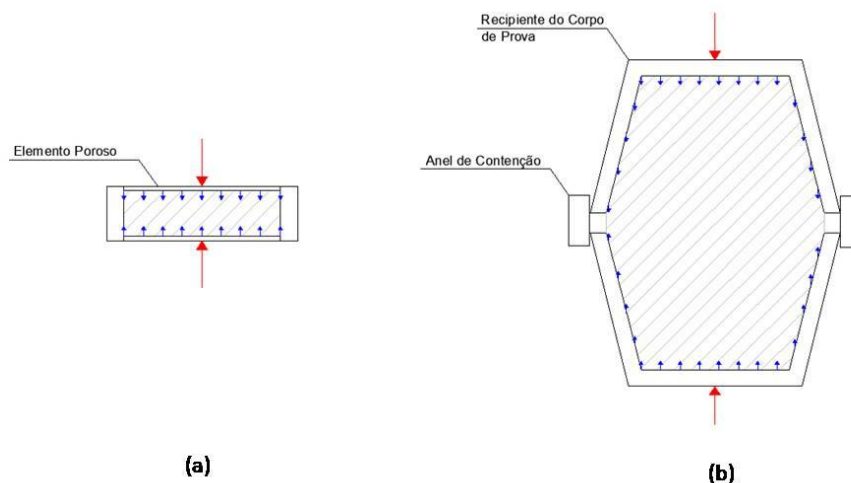 Recipiente do Corpo
de Prova
Elemento Poroso
Anel de Contenção
(a)
(b)